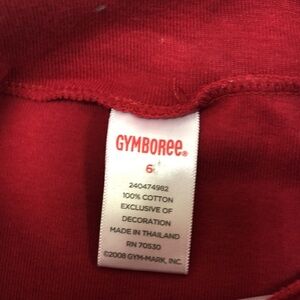 GYMBOREE®
6
240474982
100% COTTON
EXCLUSIVE OF
DECORATION
MADE IN THAILAND
RN 70530
©2008 GYM-MARK, INC.